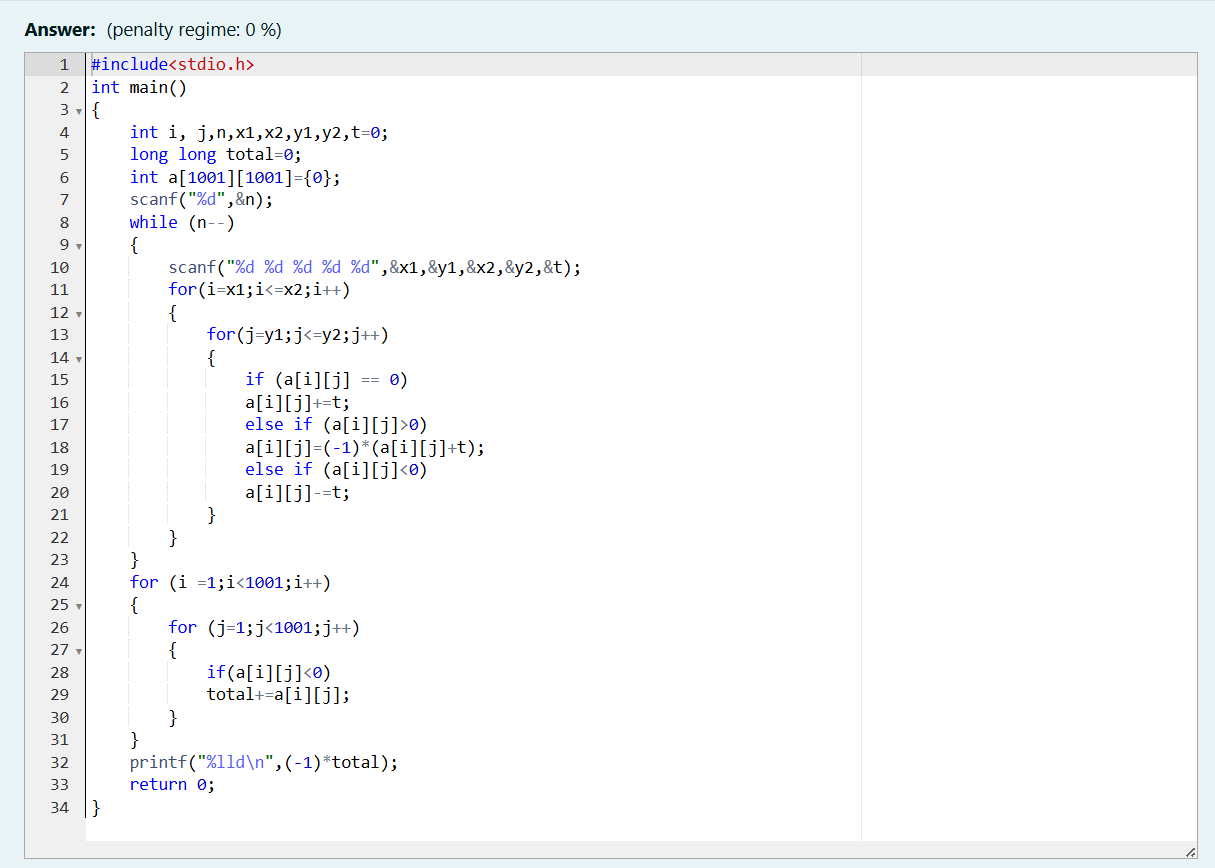 Answer: (penalty regime: 0 %)
1 #include<stdio.h>
2 int main()
3 {
4     int i, j,n,x1,x2,y1,y2,t=0;
5     long long total=0;
6     int a[1001][1001]={0};
7     scanf("%d",&n);
8     while (n--)
9     {
10         scanf("%d %d %d %d %d",&x1,&y1,&x2,&y2,&t);
11         for(i=x1;i<=x2;i++)
12         {
13             for(j=y1;j<=y2;j++)
14             {
15                 if (a[i][j] == 0)
16                 a[i][j]+=t;
17                 else if (a[i][j]>0)
18                 a[i][j]=(-1)*(a[i][j]+t);
19                 else if (a[i][j]<0)
20                 a[i][j]-=t;
21             }
22         }
23     }
24     for (i =1;i<1001;i++)
25     {
26         for (j=1;j<1001;j++)
27         {
28             if(a[i][j]<0)
29             total+=a[i][j];
30         }
31     }
32     printf("%lld\n",(-1)*total);
33     return 0;
34 }